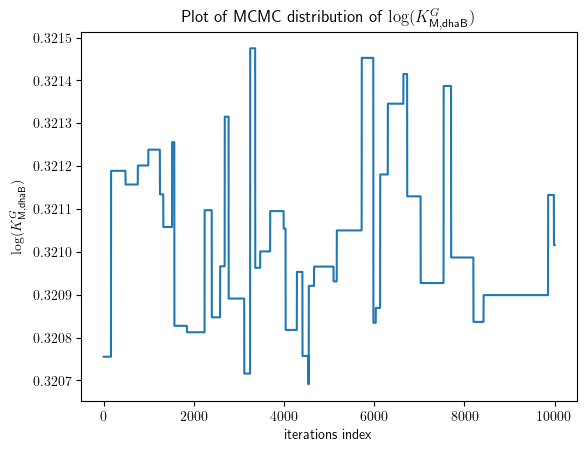 Plot of MCMC distribution of log(K^G_M,dhaB)
0.3215
0.3214
0.3213
0.3212
0.3211
0.3210
0.3209
0.3208
0.3207
log(K^G_M,dhaB)
0 2000 4000 6000 8000 10000
iterations index